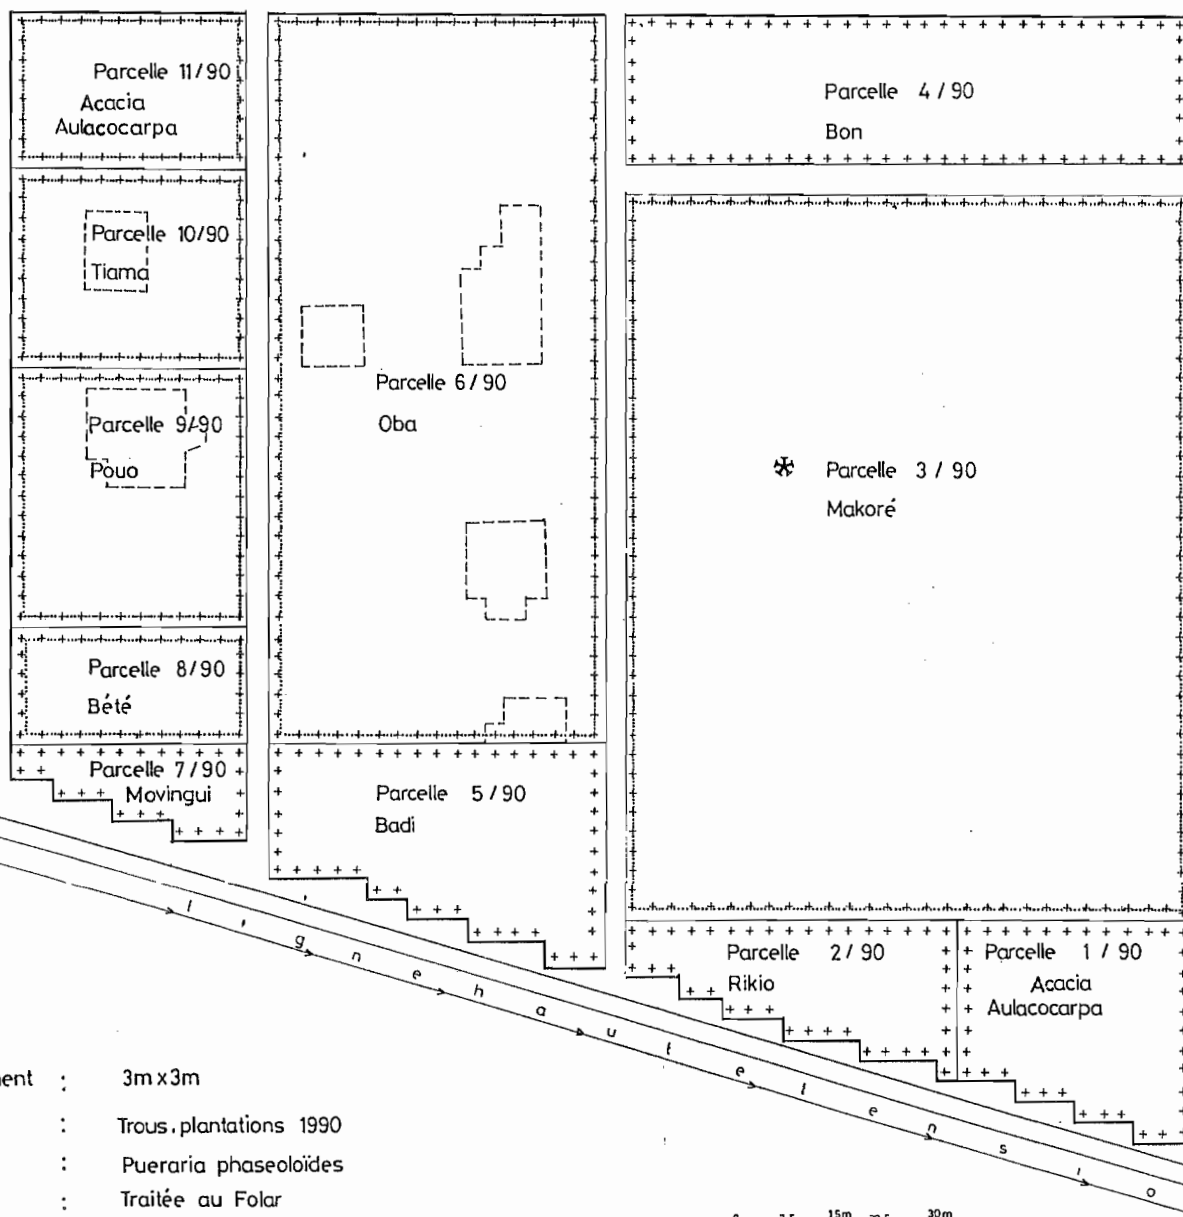 Parcelle 11/90
Acacia
Aulacocarpa
Parcelle 10/90
Tiama
Parcelle 9/90
Pouo
Parcelle 8/90
Bété
Parcelle 7/90
Movingui
Parcelle 6/90
Oba
Parcelle 5/90
Badi
Parcelle 4/90
Bon
Parcelle 3/90
Makoré
Parcelle 2/90
Rikio
Parcelle 1/90
Acacia
Aulacocarpa
ligne haute tensio
: 3m x 3m
: Trous, plantations 1990
: Pueraria phaseoloïdes
: Traitée au Folar
15m 30m